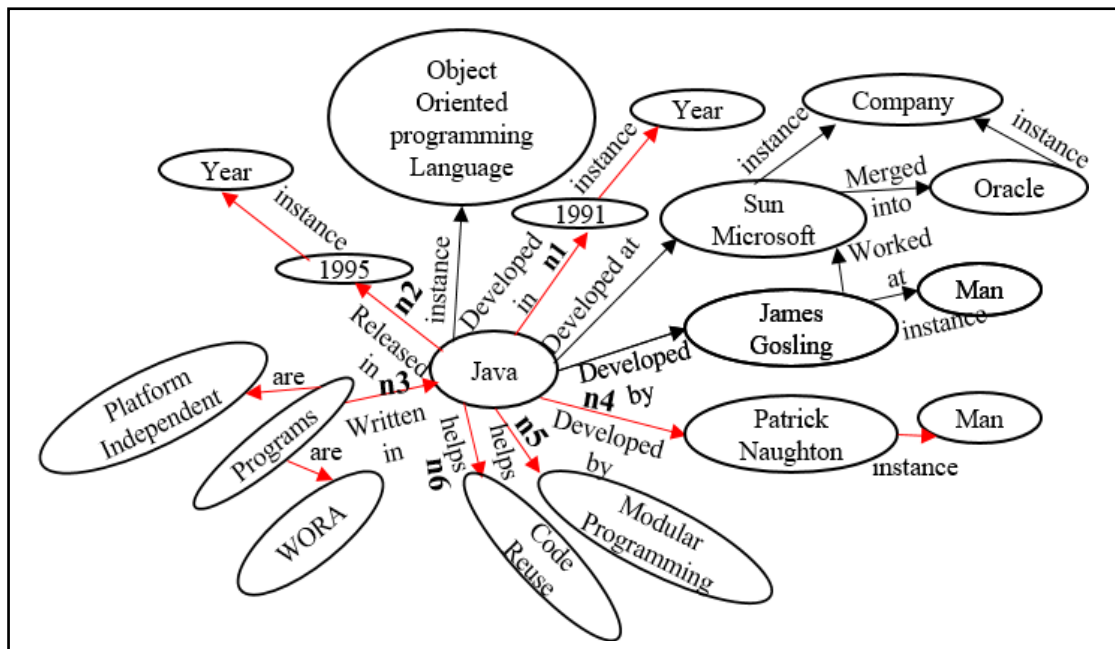 Object
Oriented
programming
Language
Year
Company
instance
instance
instance
Year
Merged
into
Oracle
instance
1991
Sun
Microsoft
Developed
in
n1
Worked
at
1995
instance
Developed at
n2
Man
James
Gosling
instance
Released
in
Java
Developed
by
are
n3
Platform
Independent
Programs
Written
in
n4
Developed
by
Patrick
Naughton
Man
instance
are
helps
n6
helps
n5
WORA
Code
Reuse
Modular
Programming